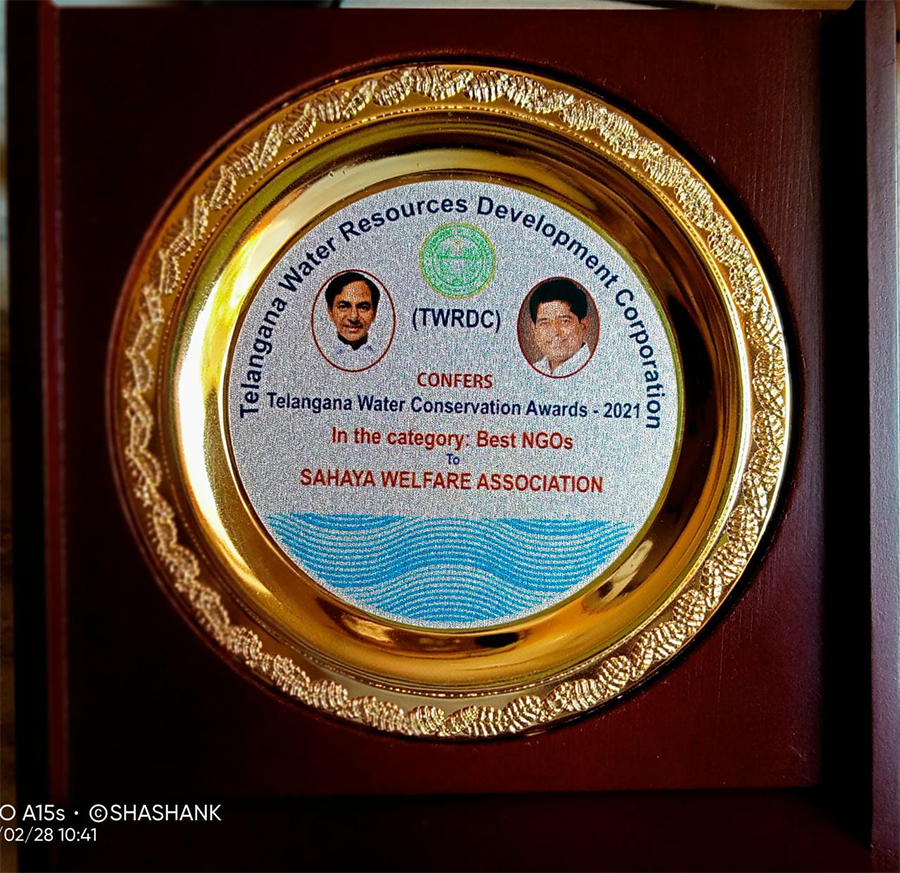 Telangana Water Resources Development Corporation
(TWRDC)
CONFERS
Telangana Water Conservation Awards - 2021
In the category: Best NGOs
To
SAHAYA WELFARE ASSOCIATION
O A15s · ©SHASHANK
/02/28 10:41